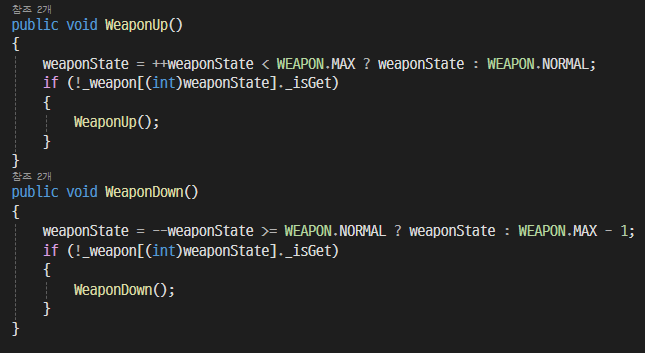 참조 2개
public void WeaponUp()
{
    weaponState = ++weaponState < WEAPON.MAX ? weaponState : WEAPON.NORMAL;
    if (!_weapon[(int)weaponState]._isGet)
    {
        WeaponUp();
    }
}
참조 2개
public void WeaponDown()
{
    weaponState = --weaponState >= WEAPON.NORMAL ? weaponState : WEAPON.MAX - 1;
    if (!_weapon[(int)weaponState]._isGet)
    {
        WeaponDown();
    }
}